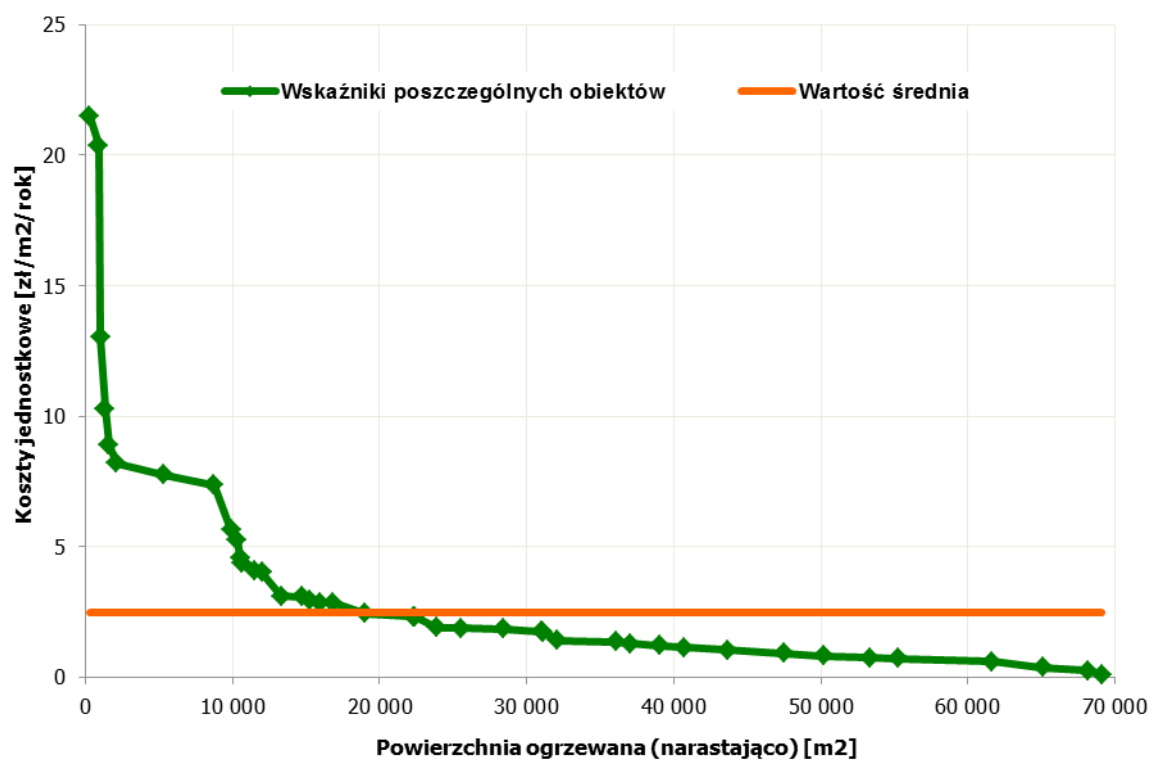 25
20
15
10
5
0
Koszty jednostkowe [zł/m2/rok]
Wskaźniki poszczególnych obiektów
Wartość średnia
0 10 000 20 000 30 000 40 000 50 000 60 000 70 000
Powierzchnia ogrzewana (narastająco) [m2]